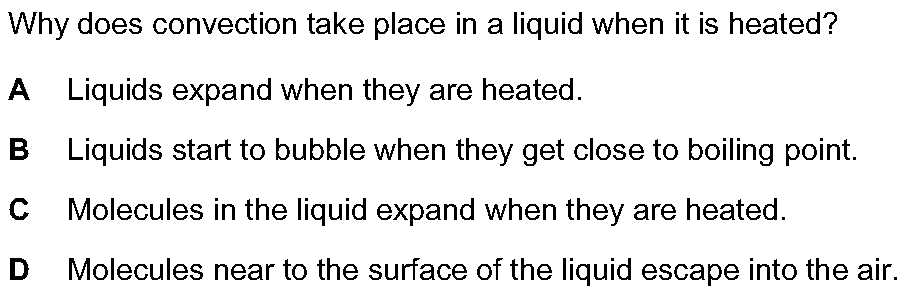 Why does convection take place in a liquid when it is heated?
A Liquids expand when they are heated.
B Liquids start to bubble when they get close to boiling point.
C Molecules in the liquid expand when they are heated.
D Molecules near to the surface of the liquid escape into the air.